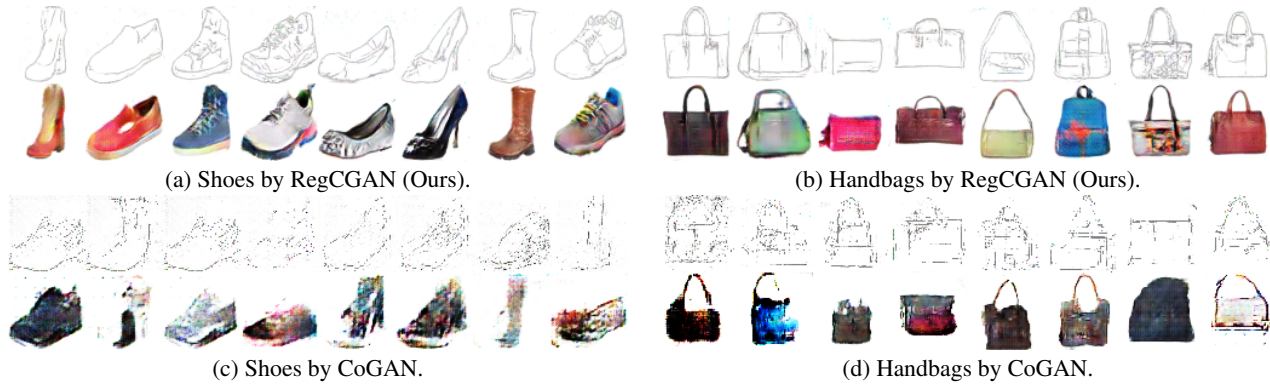 (a) Shoes by RegCGAN (Ours).
(b) Handbags by RegCGAN (Ours).
(c) Shoes by CoGAN.
(d) Handbags by CoGAN.